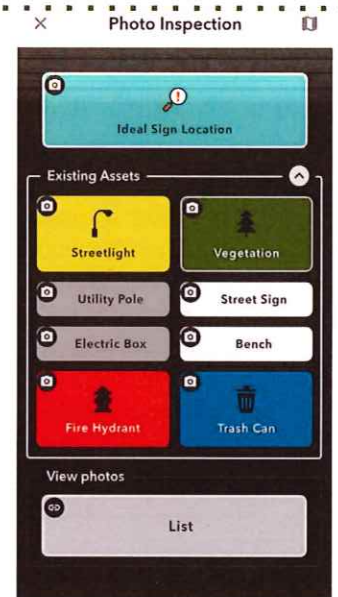 Photo Inspection
Ideal Sign Location
Existing Assets
Streetlight
Vegetation
Utility Pole
Street Sign
Electric Box
Bench
Fire Hydrant
Trash Can
View photos
List